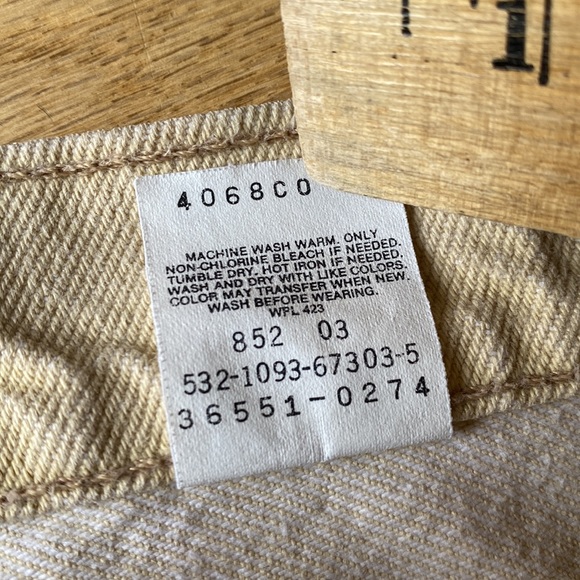 4068C0
MACHINE WASH WARM. ONLY
NON-CHLORINE BLEACH IF NEEDED.
TUMBLE DRY. HOT IRON IF NEEDED.
WASH AND DRY WITH LIKE COLORS.
COLOR MAY TRANSFER WHEN NEW.
WASH BEFORE WEARING.
WPL 423
852 03
532-1093-67303-5
36551-0274